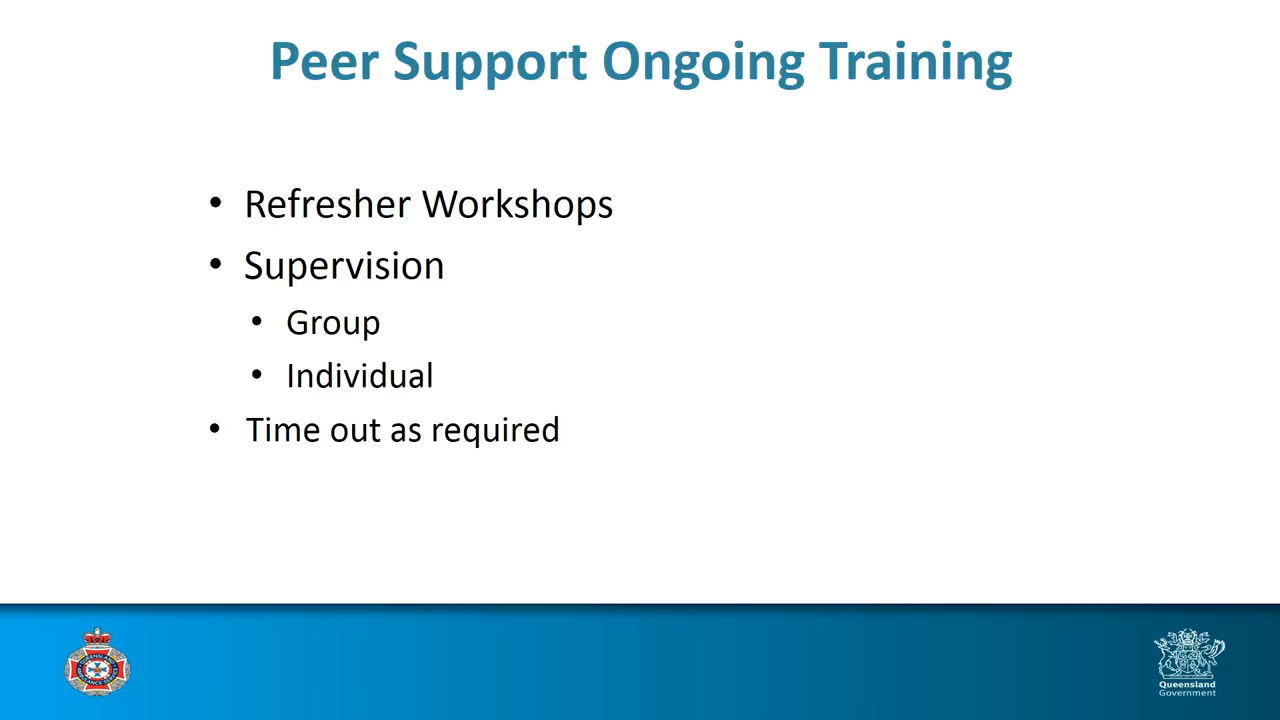 Peer Support Ongoing Training
• Refresher Workshops
• Supervision
• Group
• Individual
• Time out as required
Queensland
Government